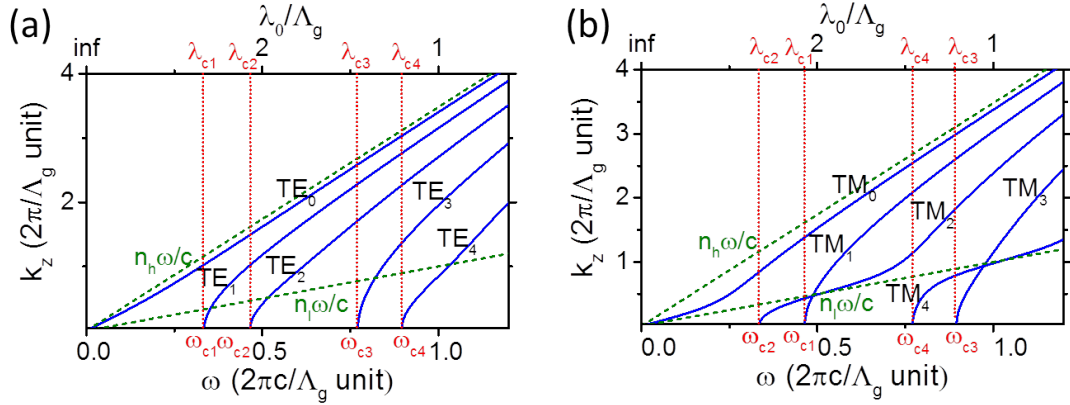 (a)
λ₀/Λg
inf λc1 λc2 2 λc3 λc4 1
4
2
kz (2π/Λg unit)
TE₀
TE₁
TE₂
TE₃
TE₄
nhω/c
nlω/c
0.0 0.5 1.0
ωc1 ωc2 ωc3 ωc4
ω (2πc/Λg unit)
(b)
λ₀/Λg
inf λc2 λc1 2 λc4 λc3 1
4
3
2
1
0
kz (2π/Λg unit)
TM₀
TM₁
TM₂
TM₃
TM₄
nhω/c
nlω/c
ωc2 ωc1 ωc4 ωc3
0.0 0.5 1.0
ω (2πc/Λg unit)